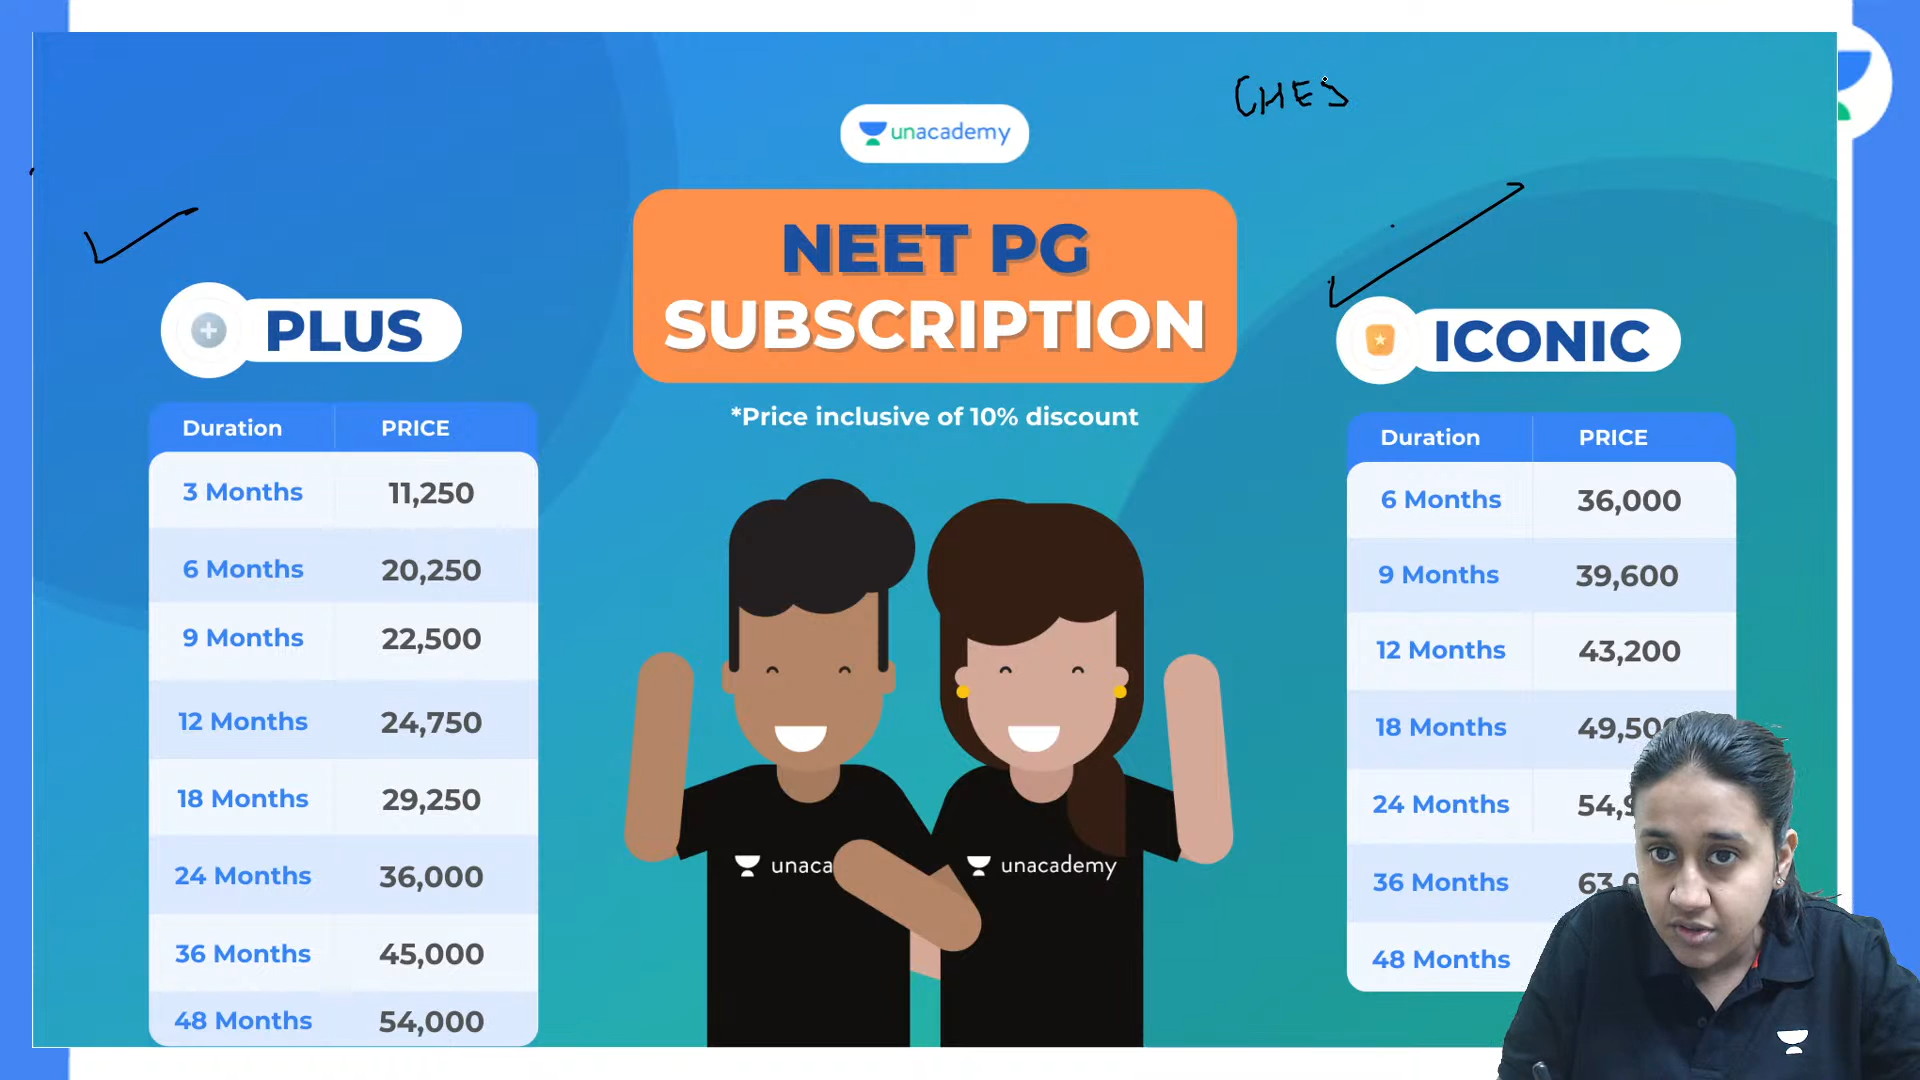 CHES
unacademy
NEET PG
SUBSCRIPTION
*Price inclusive of 10% discount
PLUS
Duration PRICE
3 Months 11,250
6 Months 20,250
9 Months 22,500
12 Months 24,750
18 Months 29,250
24 Months 36,000
36 Months 45,000
48 Months 54,000
ICONIC
Duration PRICE
6 Months 36,000
9 Months 39,600
12 Months 43,200
18 Months
24 Months
36 Months
48 Months
unaca
unacademy